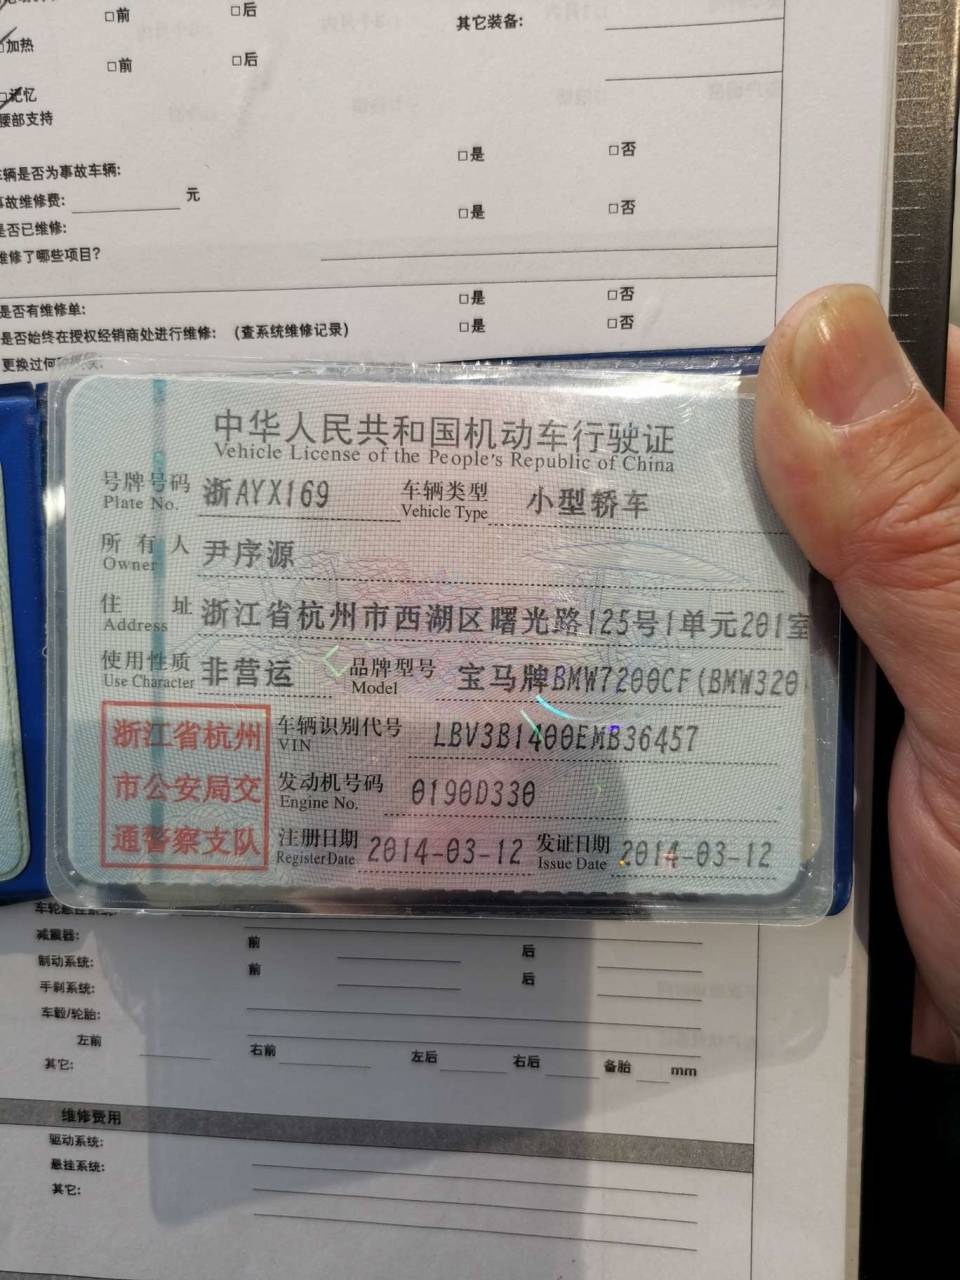 □前 □后
其它装备:
□加热
□前 □后
□记忆
腰部支持
辆是否为事故车辆: □是 □否
故维修费: 元
是否已维修: □是 □否
维修了哪些项目?
是否有维修单: □是 □否
是否始终在授权经销商处进行维修: (查系统维修记录) □是 □否
更换过何
中华人民共和国机动车行驶证
Vehicle License of the People's Republic of China
号牌号码 浙AYX169 车辆类型 小型轿车
Plate No. Vehicle Type
所有人 尹序源
Owner
住址 浙江省杭州市西湖区曙光路125号1单元201室
Address
使用性质 非营运 品牌型号 宝马牌BMW7200CF(BMW320
Use Character Model
浙江省杭州
市公安局交
通警察支队
车辆识别代号 LBV3B1400EMB36457
VIN
发动机号码 0190D330
Engine No.
注册日期 2014-03-12 发证日期 2014-03-12
Register Date Issue Date
减震器: 前 后
制动系统: 前 后
手刹系统:
车毂/轮胎:
左前 右前 左后 右后 备胎 mm
其它:
维修费用
驱动系统:
悬挂系统:
其它: